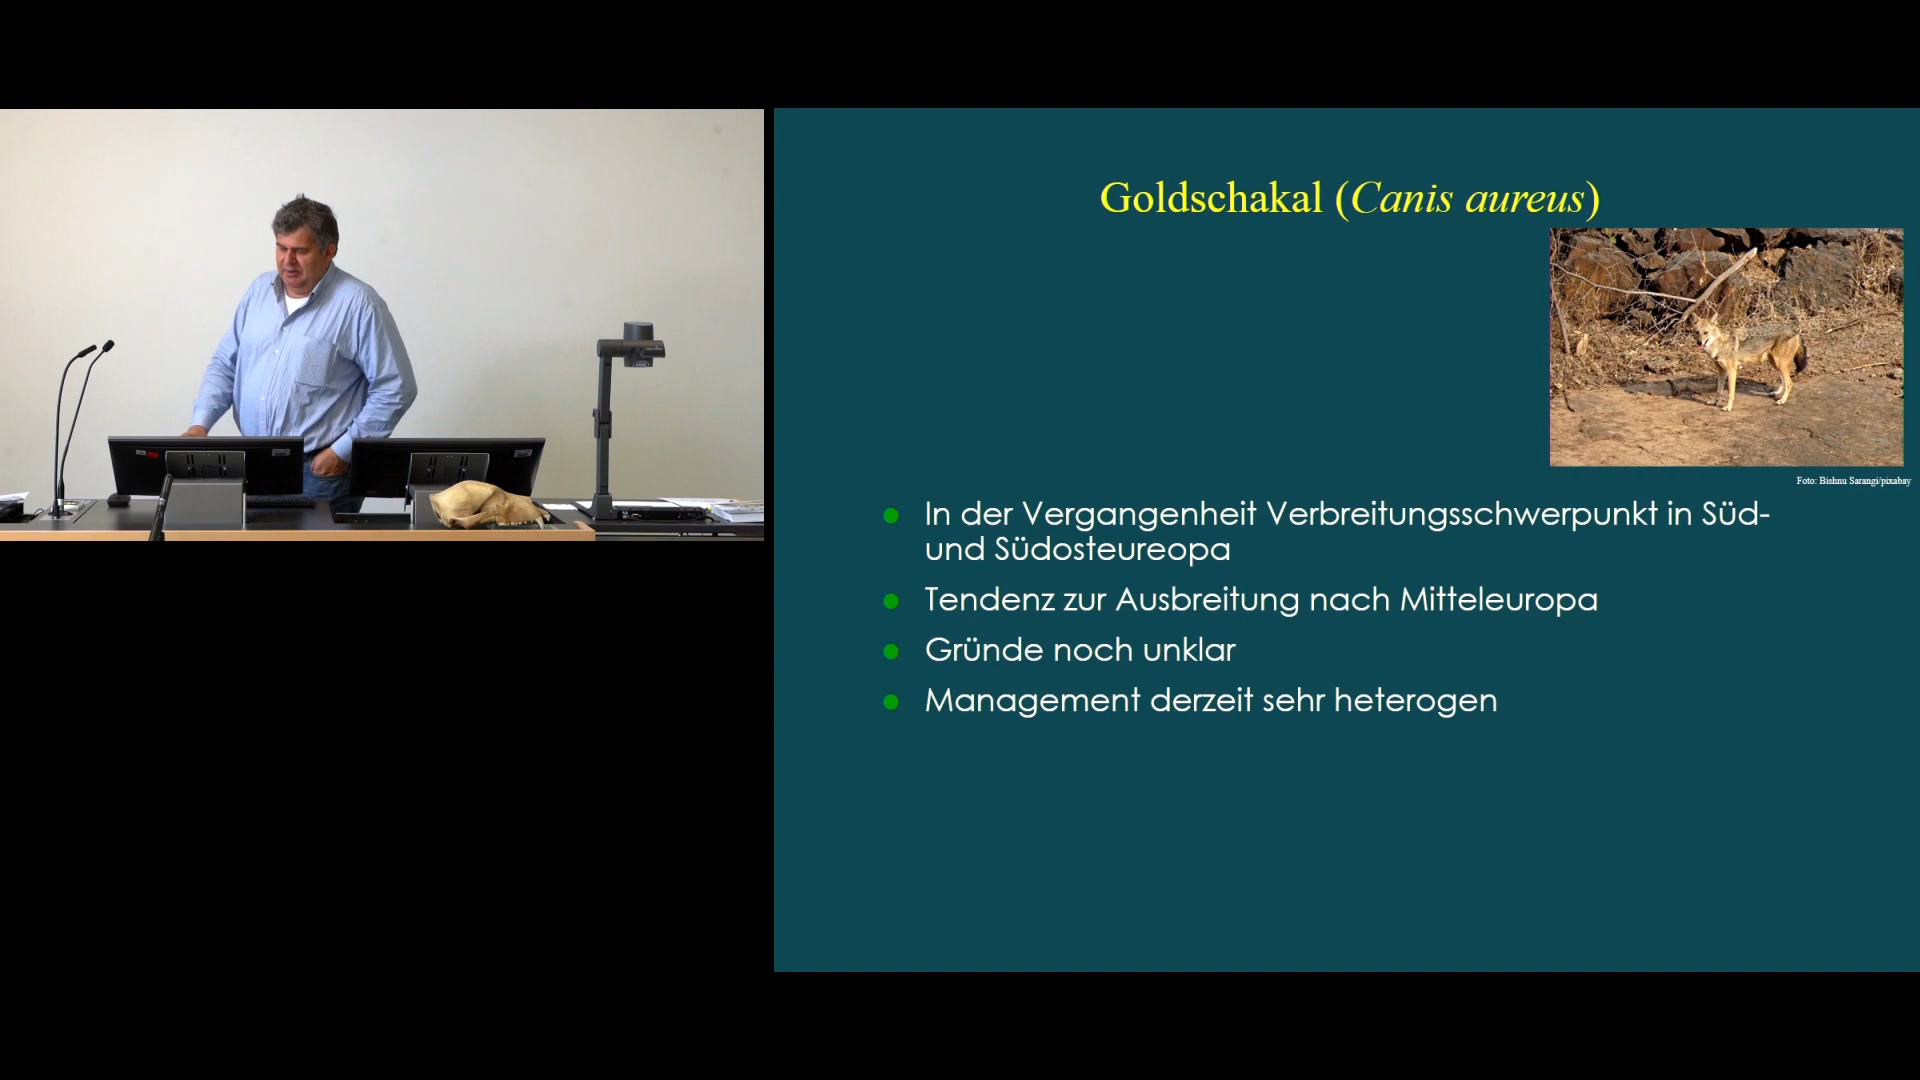 Goldschakal (Canis aureus)
Foto: Bishnu Sarangi/pixabay
In der Vergangenheit Verbreitungsschwerpunkt in Süd-
und Südosteureopa
Tendenz zur Ausbreitung nach Mitteleuropa
Gründe noch unklar
Management derzeit sehr heterogen